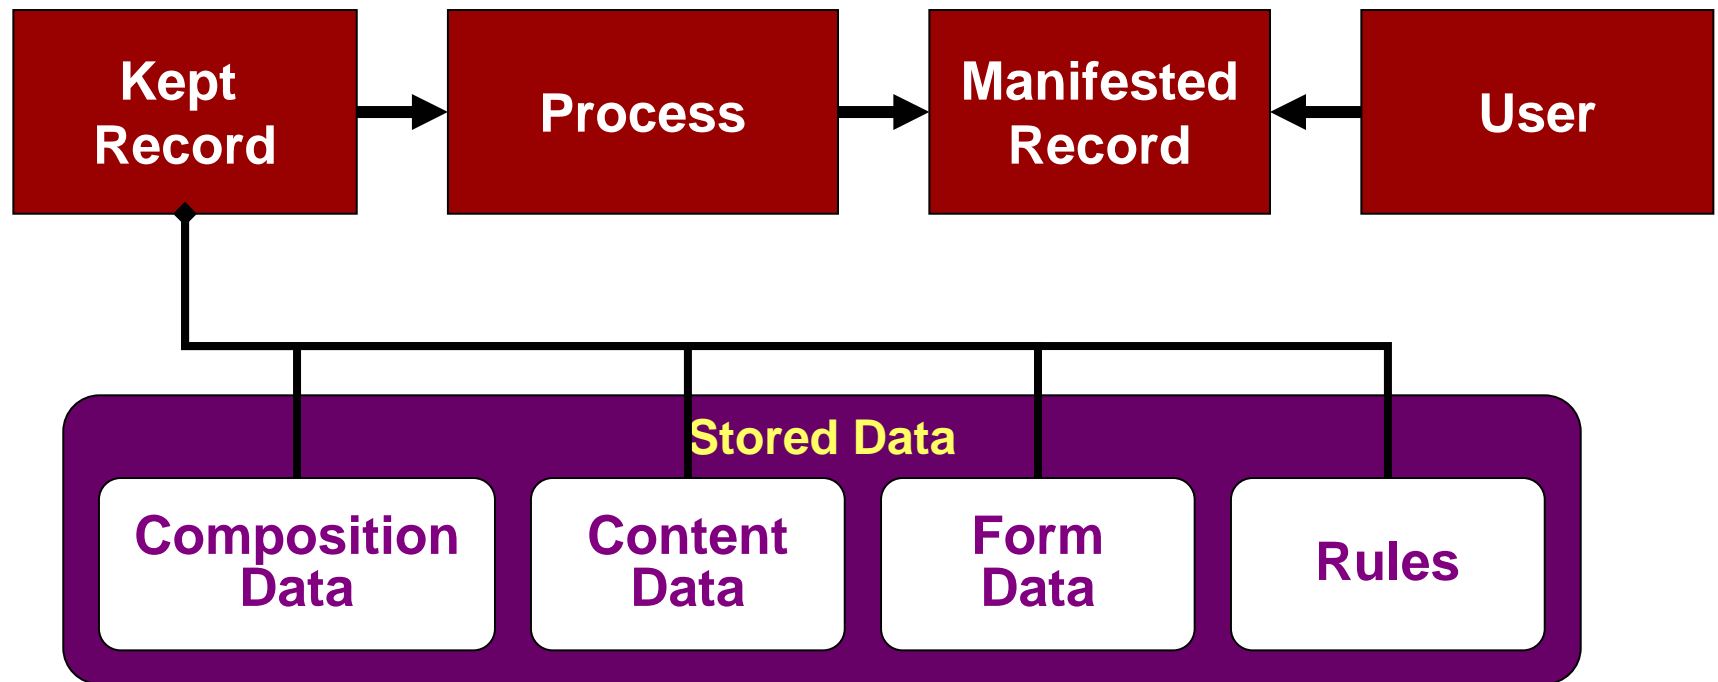 Kept
Record
Process
Manifested
Record
User
Stored Data
Composition
Data
Content
Data
Form
Data
Rules